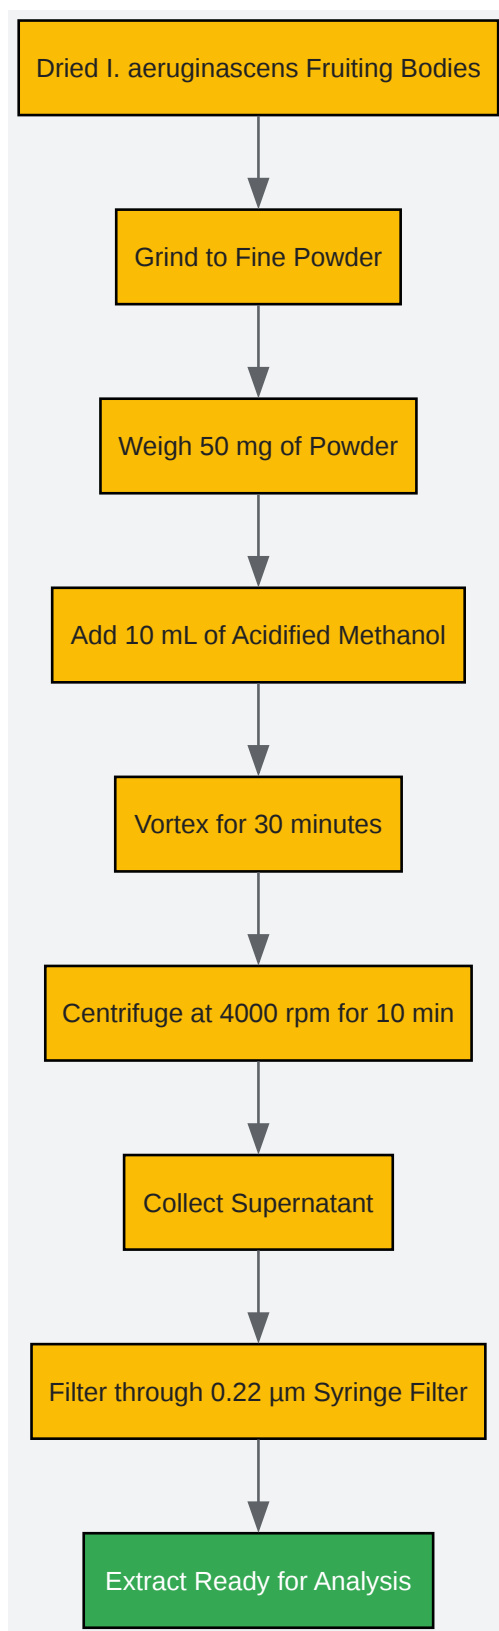 Dried I. aeruginascens Fruiting Bodies
Grind to Fine Powder
Weigh 50 mg of Powder
Add 10 mL of Acidified Methanol
Vortex for 30 minutes
Centrifuge at 4000 rpm for 10 min
Collect Supernatant
Filter through 0.22 µm Syringe Filter
Extract Ready for Analysis